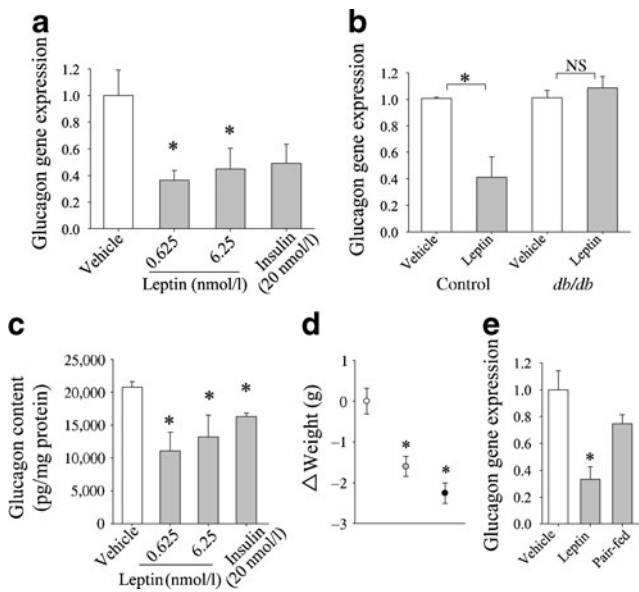 a
Glucagon gene expression
1.2
1.0
0.8
0.6
0.4
0.2
0
*
*
Vehicle
0.625
6.25
Insulin
(20 nmol/l)
Leptin (nmol/l)
b
Glucagon gene expression
1.2
1.0
0.8
0.6
0.4
0.2
0
*
NS
Vehicle
Leptin
Vehicle
Leptin
Control
db/db
c
Glucagon content
(pg/mg protein)
25,000
20,000
15,000
10,000
5,000
0
*
*
*
Vehicle
0.625
6.25
Insulin
(20 nmol/l)
Leptin(nmol/l)
d
△Weight (g)
1
0
−1
−2
−3
*
*
e
Glucagon gene expression
1.2
1.0
0.8
0.6
0.4
0.2
0.0
*
Vehicle
Leptin
Pair-fed